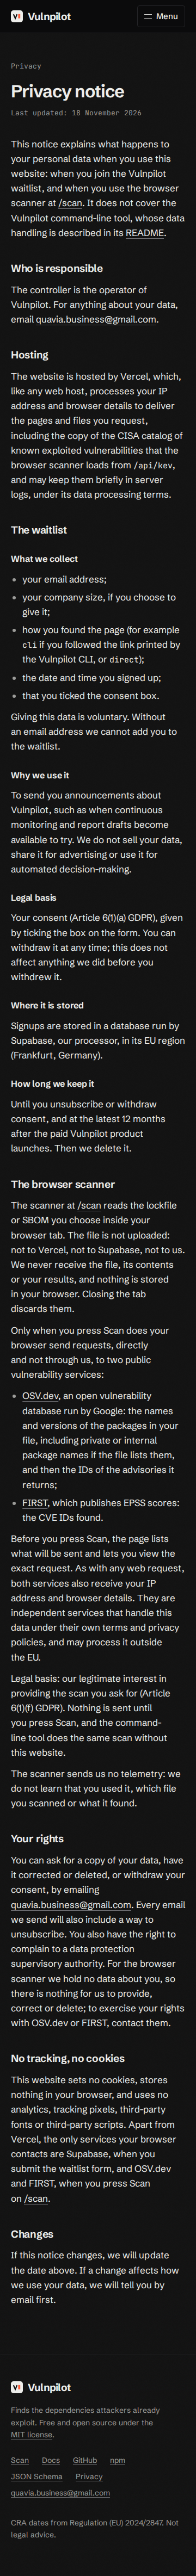 Vulnpilot
Menu
Privacy
Privacy notice
Last updated: 18 November 2026
This notice explains what happens to
your personal data when you use this
website: when you join the Vulnpilot
waitlist, and when you use the browser
scanner at /scan. It does not cover the
Vulnpilot command-line tool, whose data
handling is described in its README.
Who is responsible
The controller is the operator of
Vulnpilot. For anything about your data,
email quavia.business@gmail.com.
Hosting
The website is hosted by Vercel, which,
like any web host, processes your IP
address and browser details to deliver
the pages and files you request,
including the copy of the CISA catalog of
known exploited vulnerabilities that the
browser scanner loads from /api/kev,
and may keep them briefly in server
logs, under its data processing terms.
The waitlist
What we collect
• your email address;
• your company size, if you choose to
give it;
• how you found the page (for example
cli if you followed the link printed by
the Vulnpilot CLI, or direct);
• the date and time you signed up;
• that you ticked the consent box.
Giving this data is voluntary. Without
an email address we cannot add you to
the waitlist.
Why we use it
To send you announcements about
Vulnpilot, such as when continuous
monitoring and report drafts become
available to try. We do not sell your data,
share it for advertising or use it for
automated decision-making.
Legal basis
Your consent (Article 6(1)(a) GDPR), given
by ticking the box on the form. You can
withdraw it at any time; this does not
affect anything we did before you
withdrew it.
Where it is stored
Signups are stored in a database run by
Supabase, our processor, in its EU region
(Frankfurt, Germany).
How long we keep it
Until you unsubscribe or withdraw
consent, and at the latest 12 months
after the paid Vulnpilot product
launches. Then we delete it.
The browser scanner
The scanner at /scan reads the lockfile
or SBOM you choose inside your
browser tab. The file is not uploaded:
not to Vercel, not to Supabase, not to us.
We never receive the file, its contents
or your results, and nothing is stored
in your browser. Closing the tab
discards them.
Only when you press Scan does your
browser send requests, directly
and not through us, to two public
vulnerability services:
• OSV.dev, an open vulnerability
database run by Google: the names
and versions of the packages in your
file, including private or internal
package names if the file lists them,
and then the IDs of the advisories it
returns;
• FIRST, which publishes EPSS scores:
the CVE IDs found.
Before you press Scan, the page lists
what will be sent and lets you view the
exact request. As with any web request,
both services also receive your IP
address and browser details. They are
independent services that handle this
data under their own terms and privacy
policies, and may process it outside
the EU.
Legal basis: our legitimate interest in
providing the scan you ask for (Article
6(1)(f) GDPR). Nothing is sent until
you press Scan, and the command-
line tool does the same scan without
this website.
The scanner sends us no telemetry: we
do not learn that you used it, which file
you scanned or what it found.
Your rights
You can ask for a copy of your data, have
it corrected or deleted, or withdraw your
consent, by emailing
quavia.business@gmail.com. Every email
we send will also include a way to
unsubscribe. You also have the right to
complain to a data protection
supervisory authority. For the browser
scanner we hold no data about you, so
there is nothing for us to provide,
correct or delete; to exercise your rights
with OSV.dev or FIRST, contact them.
No tracking, no cookies
This website sets no cookies, stores
nothing in your browser, and uses no
analytics, tracking pixels, third-party
fonts or third-party scripts. Apart from
Vercel, the only services your browser
contacts are Supabase, when you
submit the waitlist form, and OSV.dev
and FIRST, when you press Scan
on /scan.
Changes
If this notice changes, we will update
the date above. If a change affects how
we use your data, we will tell you by
email first.
Vulnpilot
Finds the dependencies attackers already
exploit. Free and open source under the
MIT license.
Scan Docs GitHub npm
JSON Schema Privacy
quavia.business@gmail.com
CRA dates from Regulation (EU) 2024/2847. Not
legal advice.